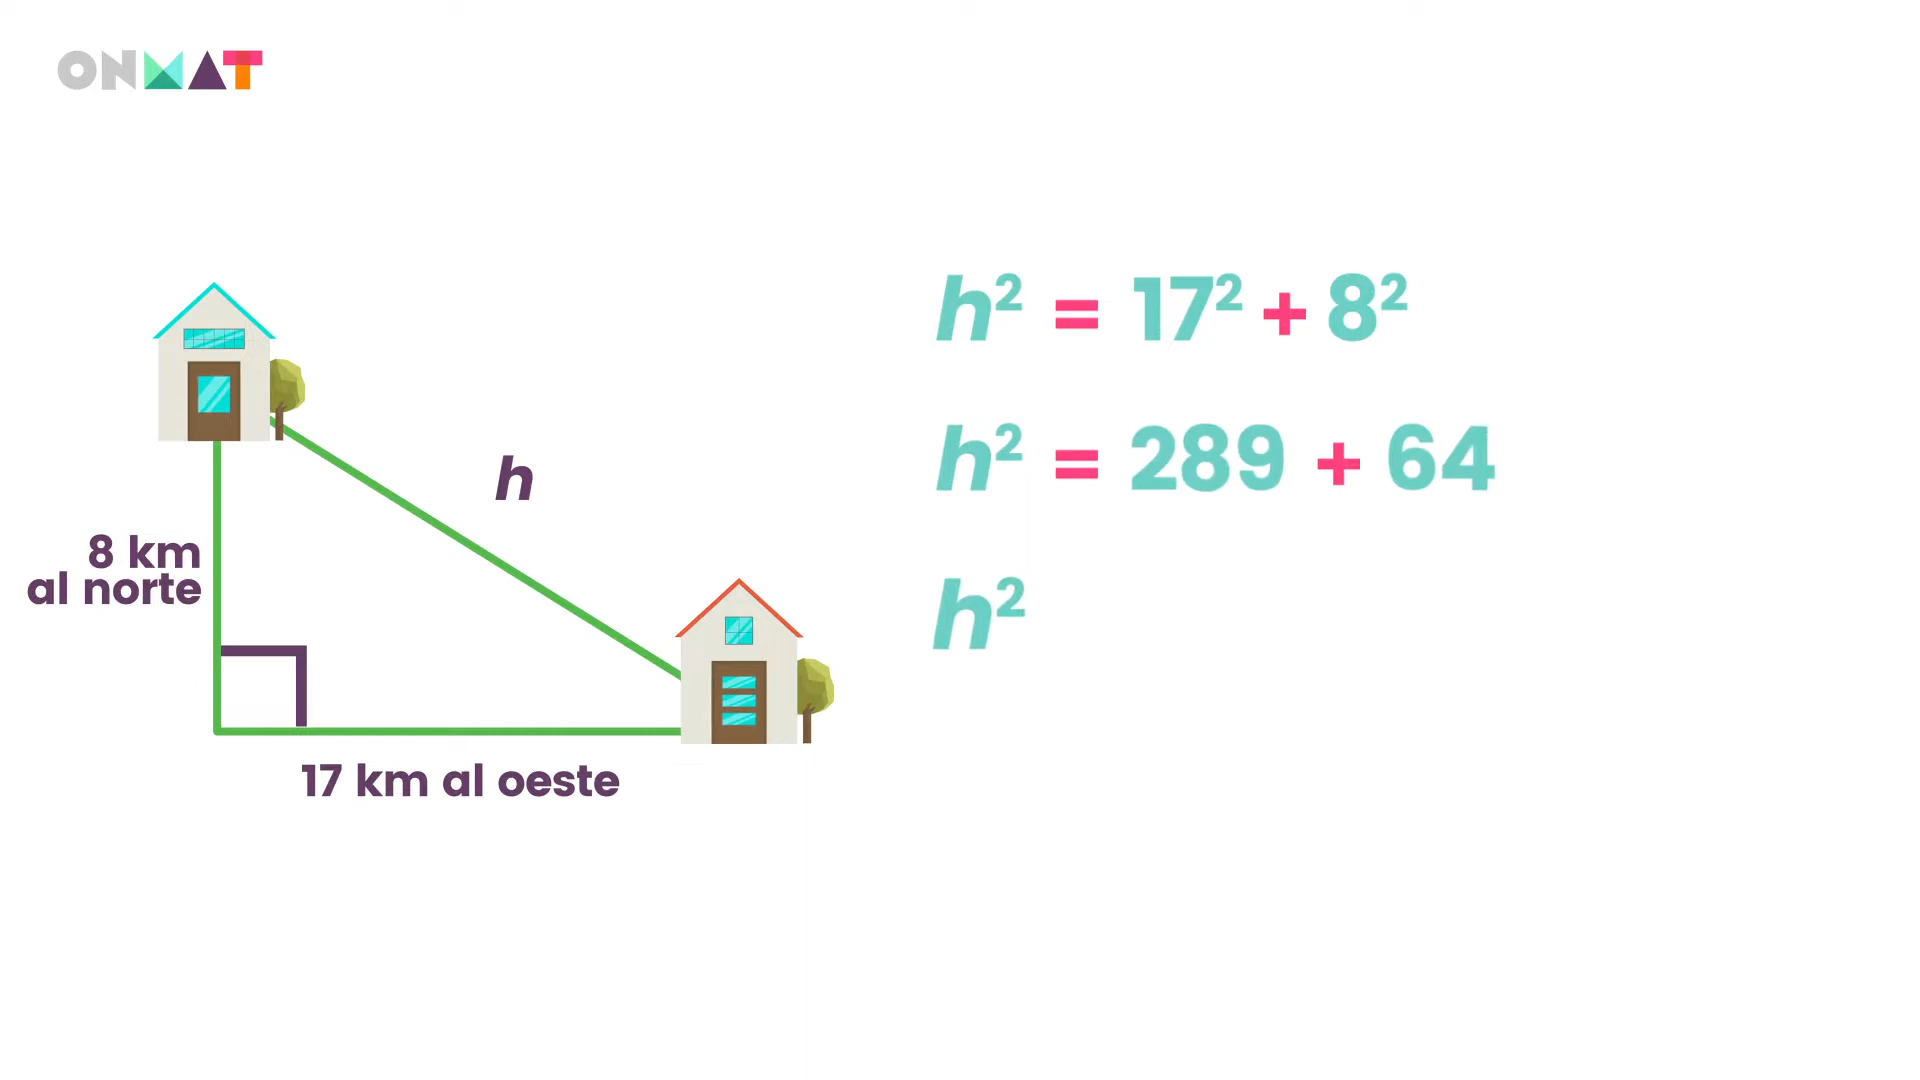 ONMAT
h² = 17² + 8²
h² = 289 + 64
h²
h
8 km
al norte
17 km al oeste